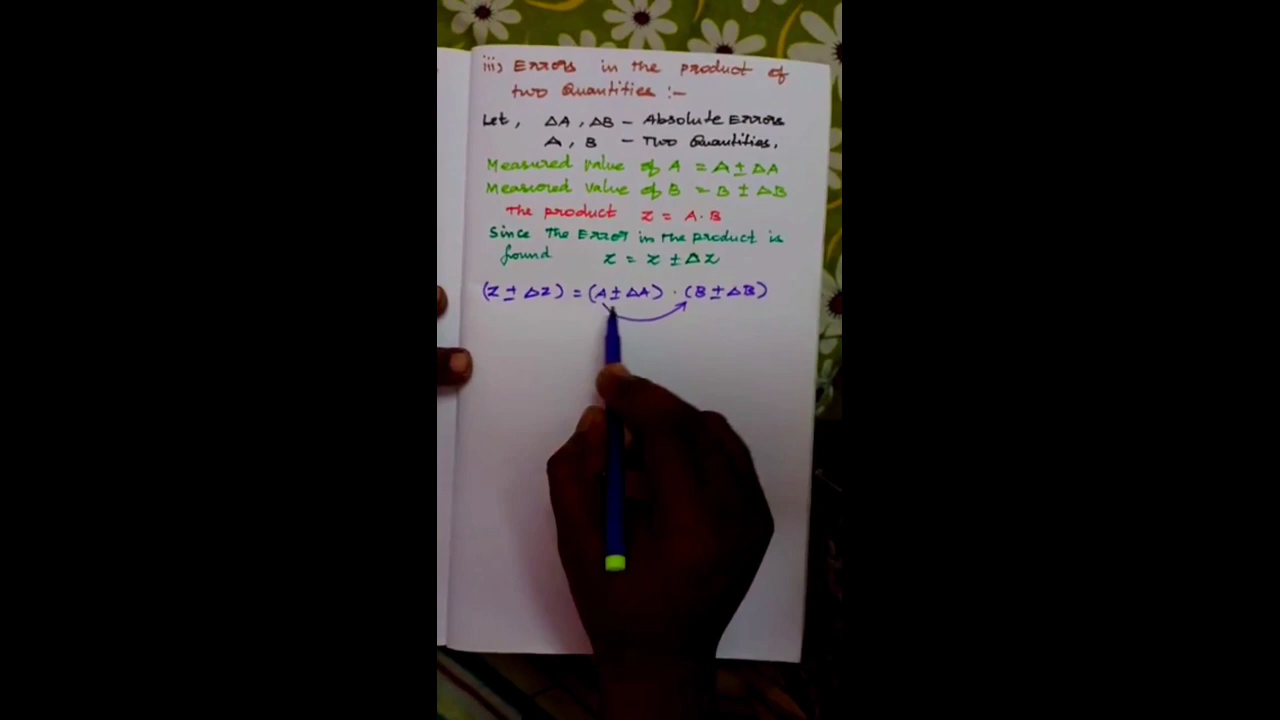 iii) Errors in the product of
two Quantities :-
Let, ΔA, ΔB - Absolute Errors
A, B - Two Quantities.
Measured value of A = A ± ΔA
Measured value of B = B ± ΔB
The product Z = A.B
Since the Error in the product is
found Z = Z ± ΔZ
(Z ± ΔZ) = (A ± ΔA) . (B ± ΔB)